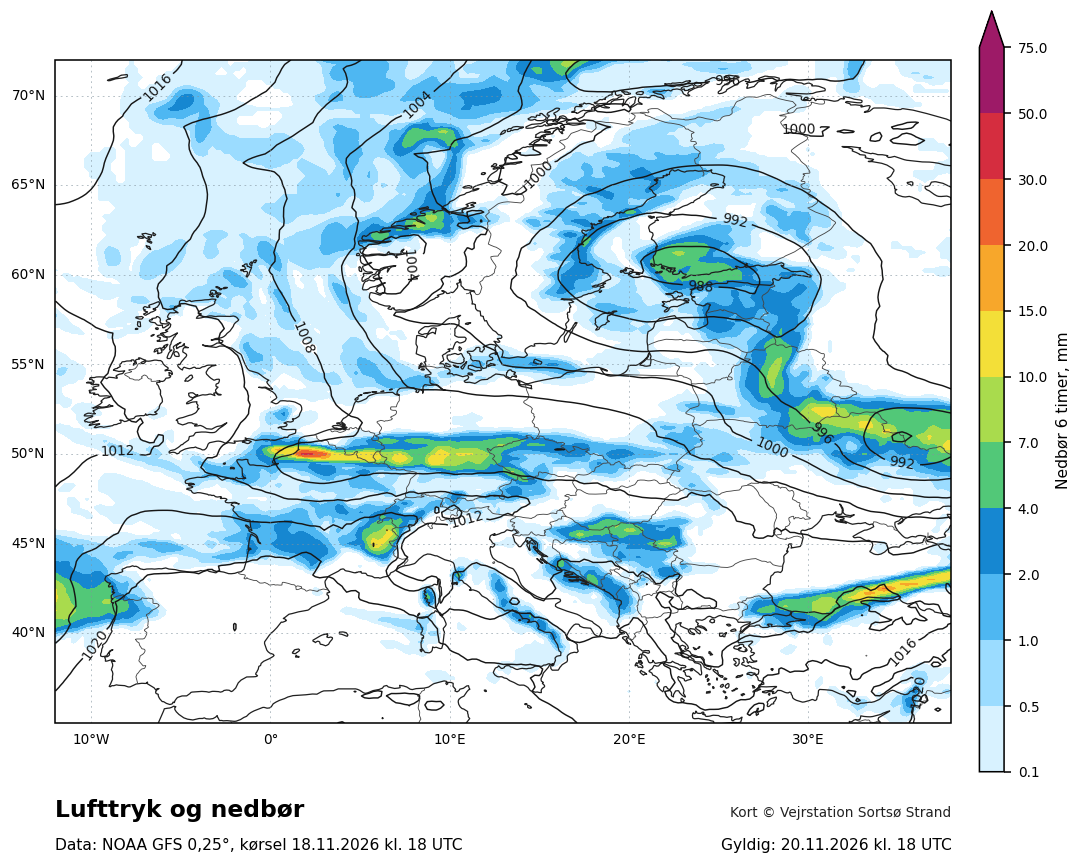 75.0
50.0
30.0
20.0
15.0
10.0
7.0
4.0
2.0
1.0
0.5
0.1
Nedbør 6 timer, mm
70°N
65°N
60°N
55°N
50°N
45°N
40°N
10°W
0°
10°E
20°E
30°E
1016
1004
996
1000
1000
992
1004
988
1008
996
1000
992
1012
1012
1020
1016
1020
Lufttryk og nedbør
Kort © Vejrstation Sortsø Strand
Data: NOAA GFS 0,25°, kørsel 18.11.2026 kl. 18 UTC
Gyldig: 20.11.2026 kl. 18 UTC